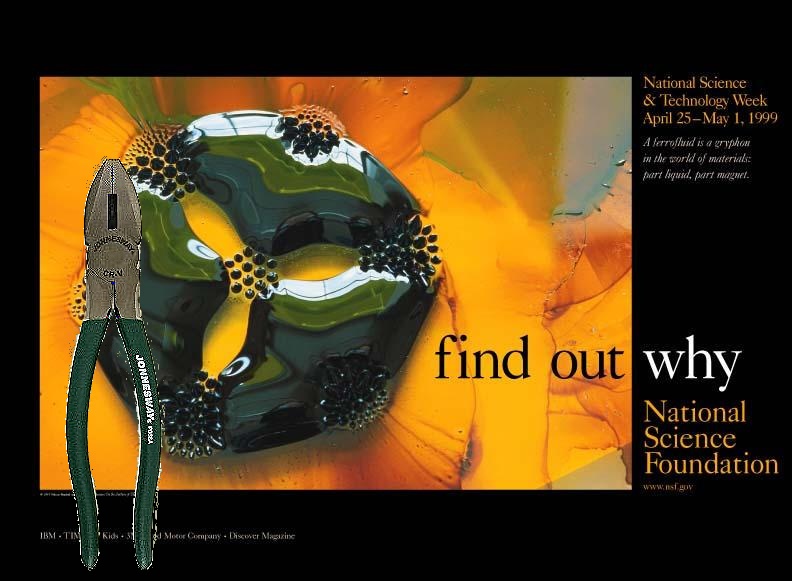 National Science
& Technology Week
April 25–May 1, 1999
A ferrofluid is a gryphon
in the world of materials:
part liquid, part magnet.
JONNESWAY
CR-V
JONNESWAY
find out why
National
Science
Foundation
www.nsf.gov
IBM • Kids • Motor Company • Discover Magazine